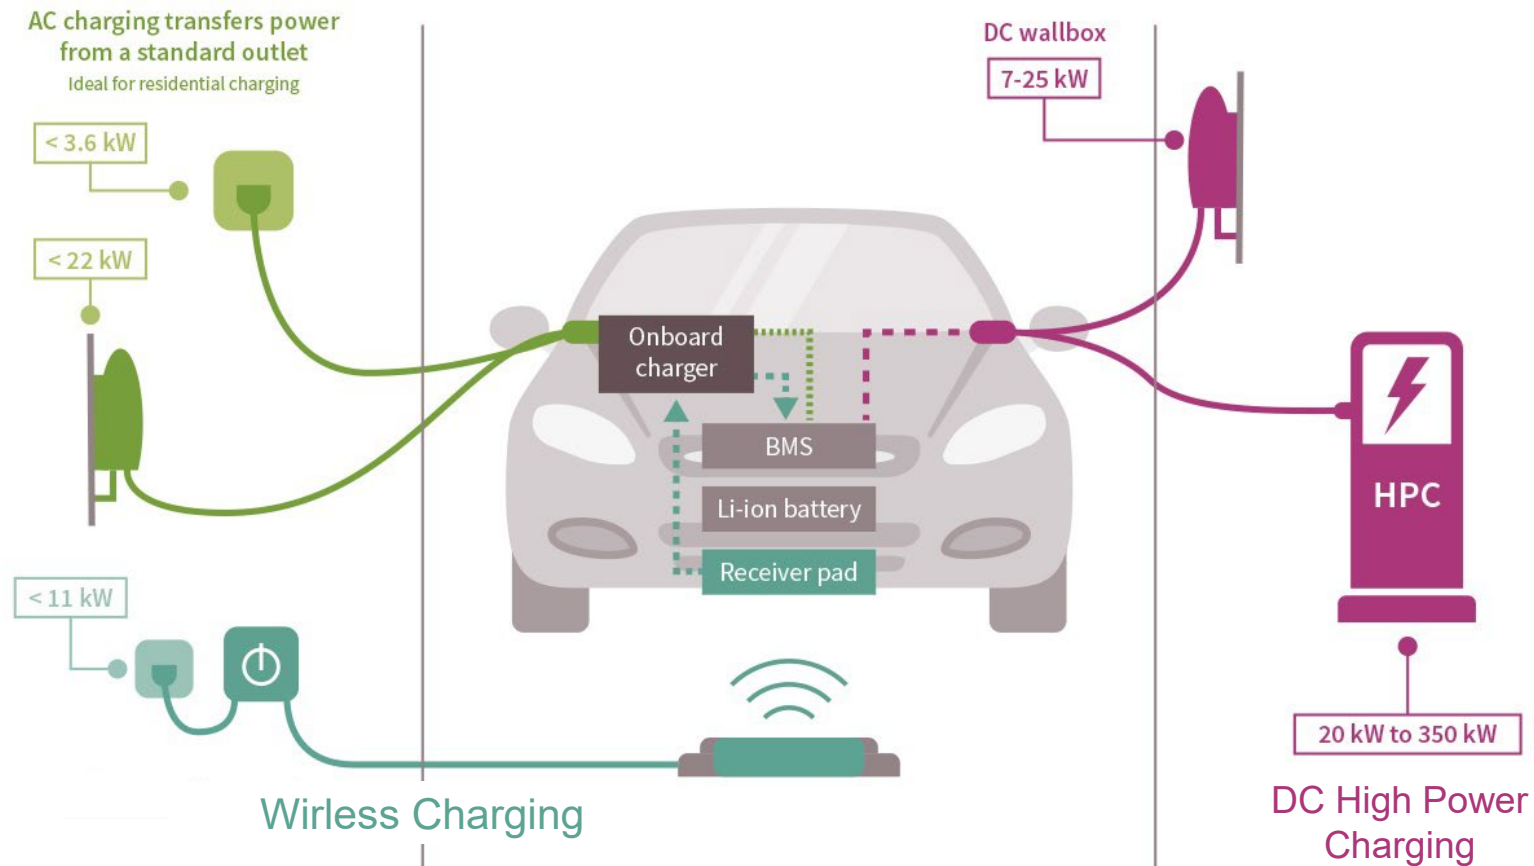 AC charging transfers power
from a standard outlet
Ideal for residential charging
< 3.6 kW
< 22 kW
< 11 kW
Wirless Charging
Onboard
charger
BMS
Li-ion battery
Receiver pad
DC wallbox
7-25 kW
HPC
20 kW to 350 kW
DC High Power
Charging